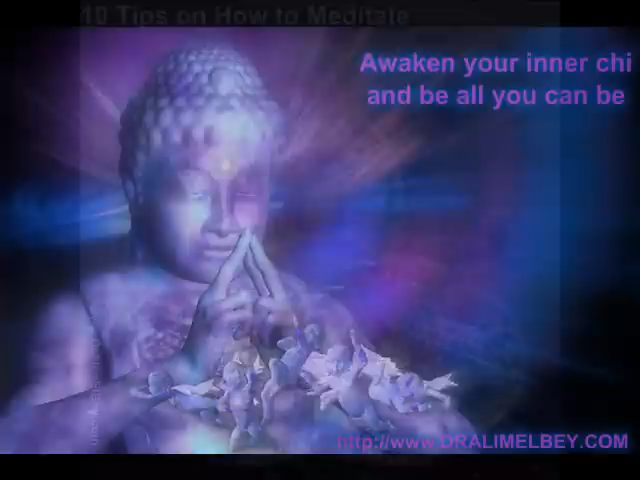 10 Tips on How to Meditate
Awaken your inner chi
and be all you can be
http://www.DRALIMELBEY.COM